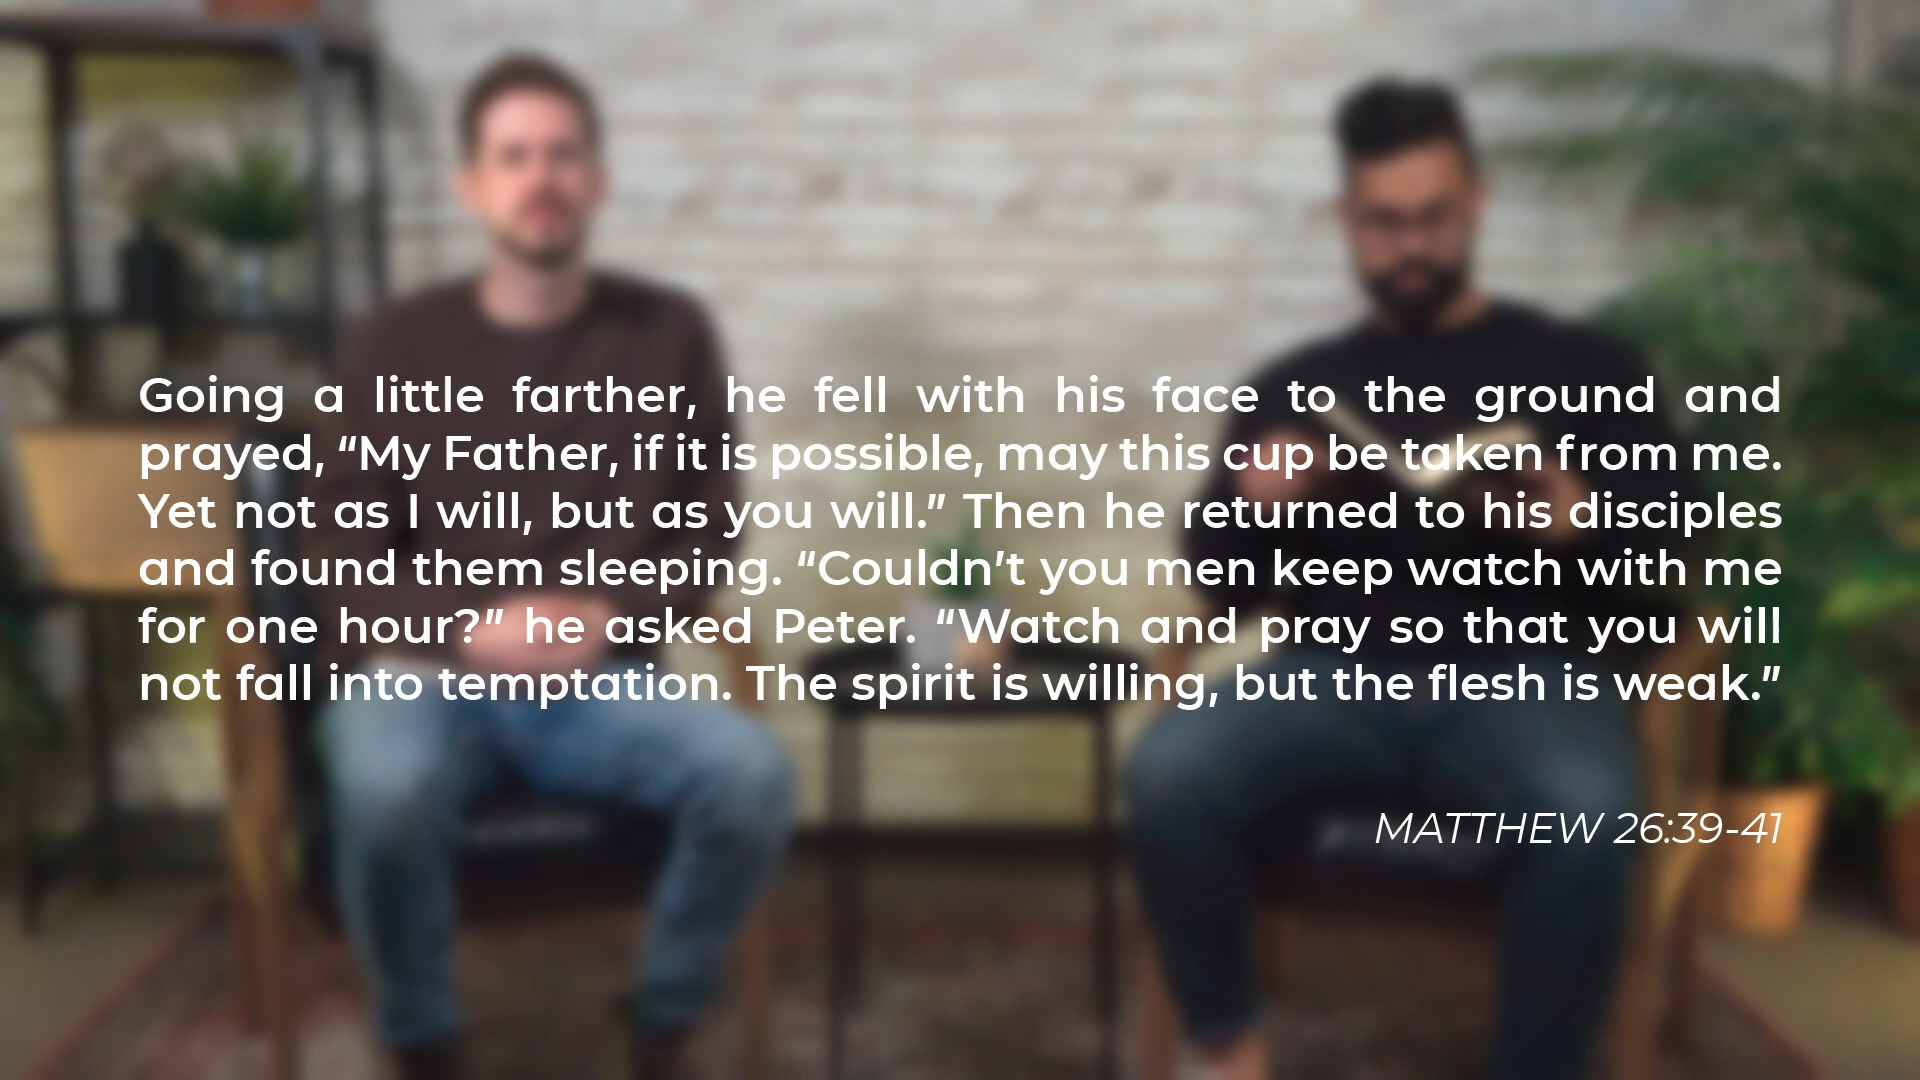 Going a little farther, he fell with his face to the ground and
prayed, “My Father, if it is possible, may this cup be taken from me.
Yet not as I will, but as you will.” Then he returned to his disciples
and found them sleeping. “Couldn’t you men keep watch with me
for one hour?” he asked Peter. “Watch and pray so that you will
not fall into temptation. The spirit is willing, but the flesh is weak.”
MATTHEW 26:39-41